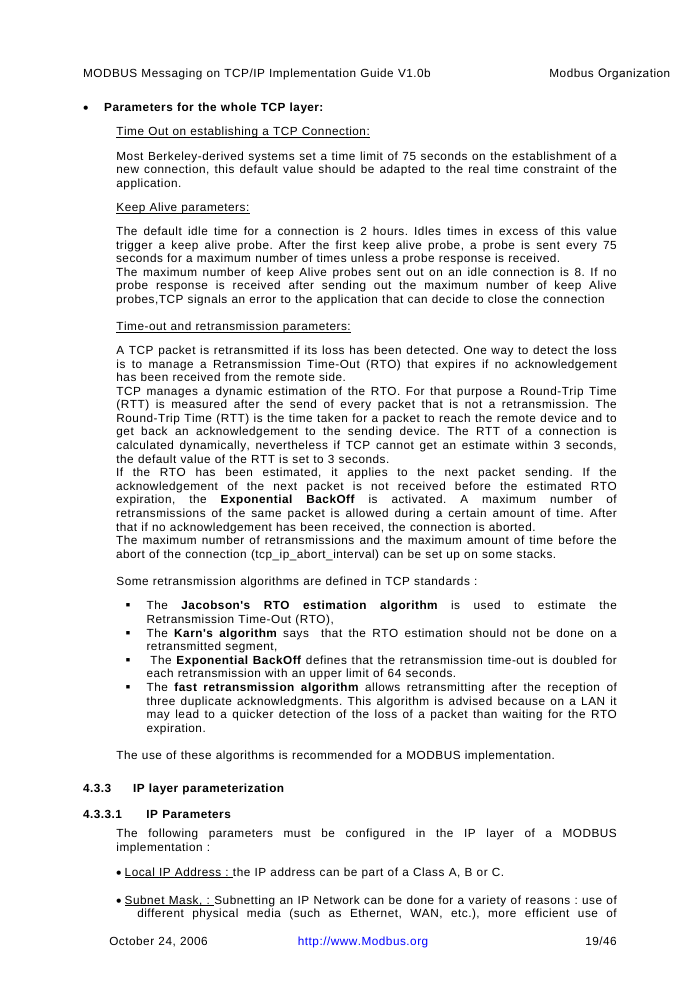 MODBUS Messaging on TCP/IP Implementation Guide V1.0b Modbus Organization
• Parameters for the whole TCP layer:
Time Out on establishing a TCP Connection:
Most Berkeley-derived systems set a time limit of 75 seconds on the establishment of a
new connection, this default value should be adapted to the real time constraint of the
application.
Keep Alive parameters:
The default idle time for a connection is 2 hours. Idles times in excess of this value
trigger a keep alive probe. After the first keep alive probe, a probe is sent every 75
seconds for a maximum number of times unless a probe response is received.
The maximum number of keep Alive probes sent out on an idle connection is 8. If no
probe response is received after sending out the maximum number of keep Alive
probes,TCP signals an error to the application that can decide to close the connection
Time-out and retransmission parameters:
A TCP packet is retransmitted if its loss has been detected. One way to detect the loss
is to manage a Retransmission Time-Out (RTO) that expires if no acknowledgement
has been received from the remote side.
TCP manages a dynamic estimation of the RTO. For that purpose a Round-Trip Time
(RTT) is measured after the send of every packet that is not a retransmission. The
Round-Trip Time (RTT) is the time taken for a packet to reach the remote device and to
get back an acknowledgement to the sending device. The RTT of a connection is
calculated dynamically, nevertheless if TCP cannot get an estimate within 3 seconds,
the default value of the RTT is set to 3 seconds.
If the RTO has been estimated, it applies to the next packet sending. If the
acknowledgement of the next packet is not received before the estimated RTO
expiration, the Exponential BackOff is activated. A maximum number of
retransmissions of the same packet is allowed during a certain amount of time. After
that if no acknowledgement has been received, the connection is aborted.
The maximum number of retransmissions and the maximum amount of time before the
abort of the connection (tcp_ip_abort_interval) can be set up on some stacks.
Some retransmission algorithms are defined in TCP standards :
▪ The Jacobson's RTO estimation algorithm is used to estimate the
Retransmission Time-Out (RTO),
▪ The Karn's algorithm says that the RTO estimation should not be done on a
retransmitted segment,
▪ The Exponential BackOff defines that the retransmission time-out is doubled for
each retransmission with an upper limit of 64 seconds.
▪ The fast retransmission algorithm allows retransmitting after the reception of
three duplicate acknowledgments. This algorithm is advised because on a LAN it
may lead to a quicker detection of the loss of a packet than waiting for the RTO
expiration.
The use of these algorithms is recommended for a MODBUS implementation.
4.3.3 IP layer parameterization
4.3.3.1 IP Parameters
The following parameters must be configured in the IP layer of a MODBUS
implementation :
• Local IP Address : the IP address can be part of a Class A, B or C.
• Subnet Mask, : Subnetting an IP Network can be done for a variety of reasons : use of
different physical media (such as Ethernet, WAN, etc.), more efficient use of
October 24, 2006 http://www.Modbus.org 19/46